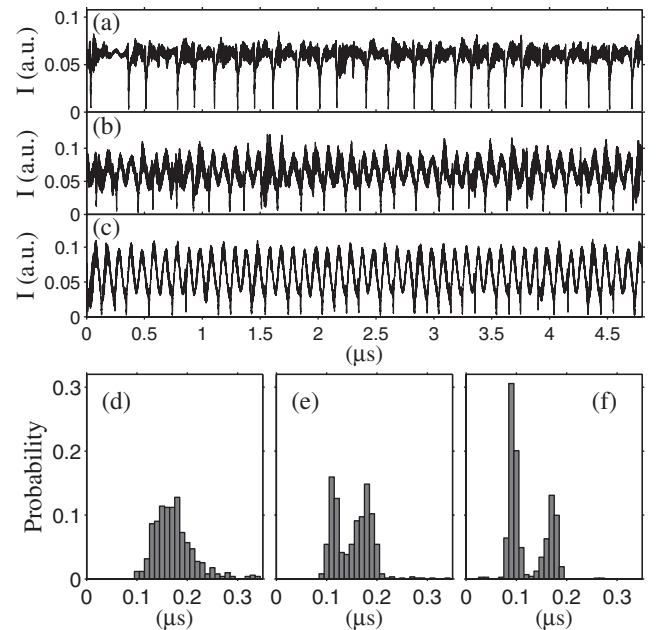 0.1
(a)
I (a.u.)
0.05
0
(b)
0.1
I (a.u.)
0.05
0
(c)
0.1
I (a.u.)
0.05
0
0 0.5 1 1.5 2 2.5 3 3.5 4 4.5
(μs)
0.3
(d) (e) (f)
Probability
0.2
0.1
0
0 0.1 0.2 0.3 0 0.1 0.2 0.3 0 0.1 0.2 0.3
(μs) (μs) (μs)